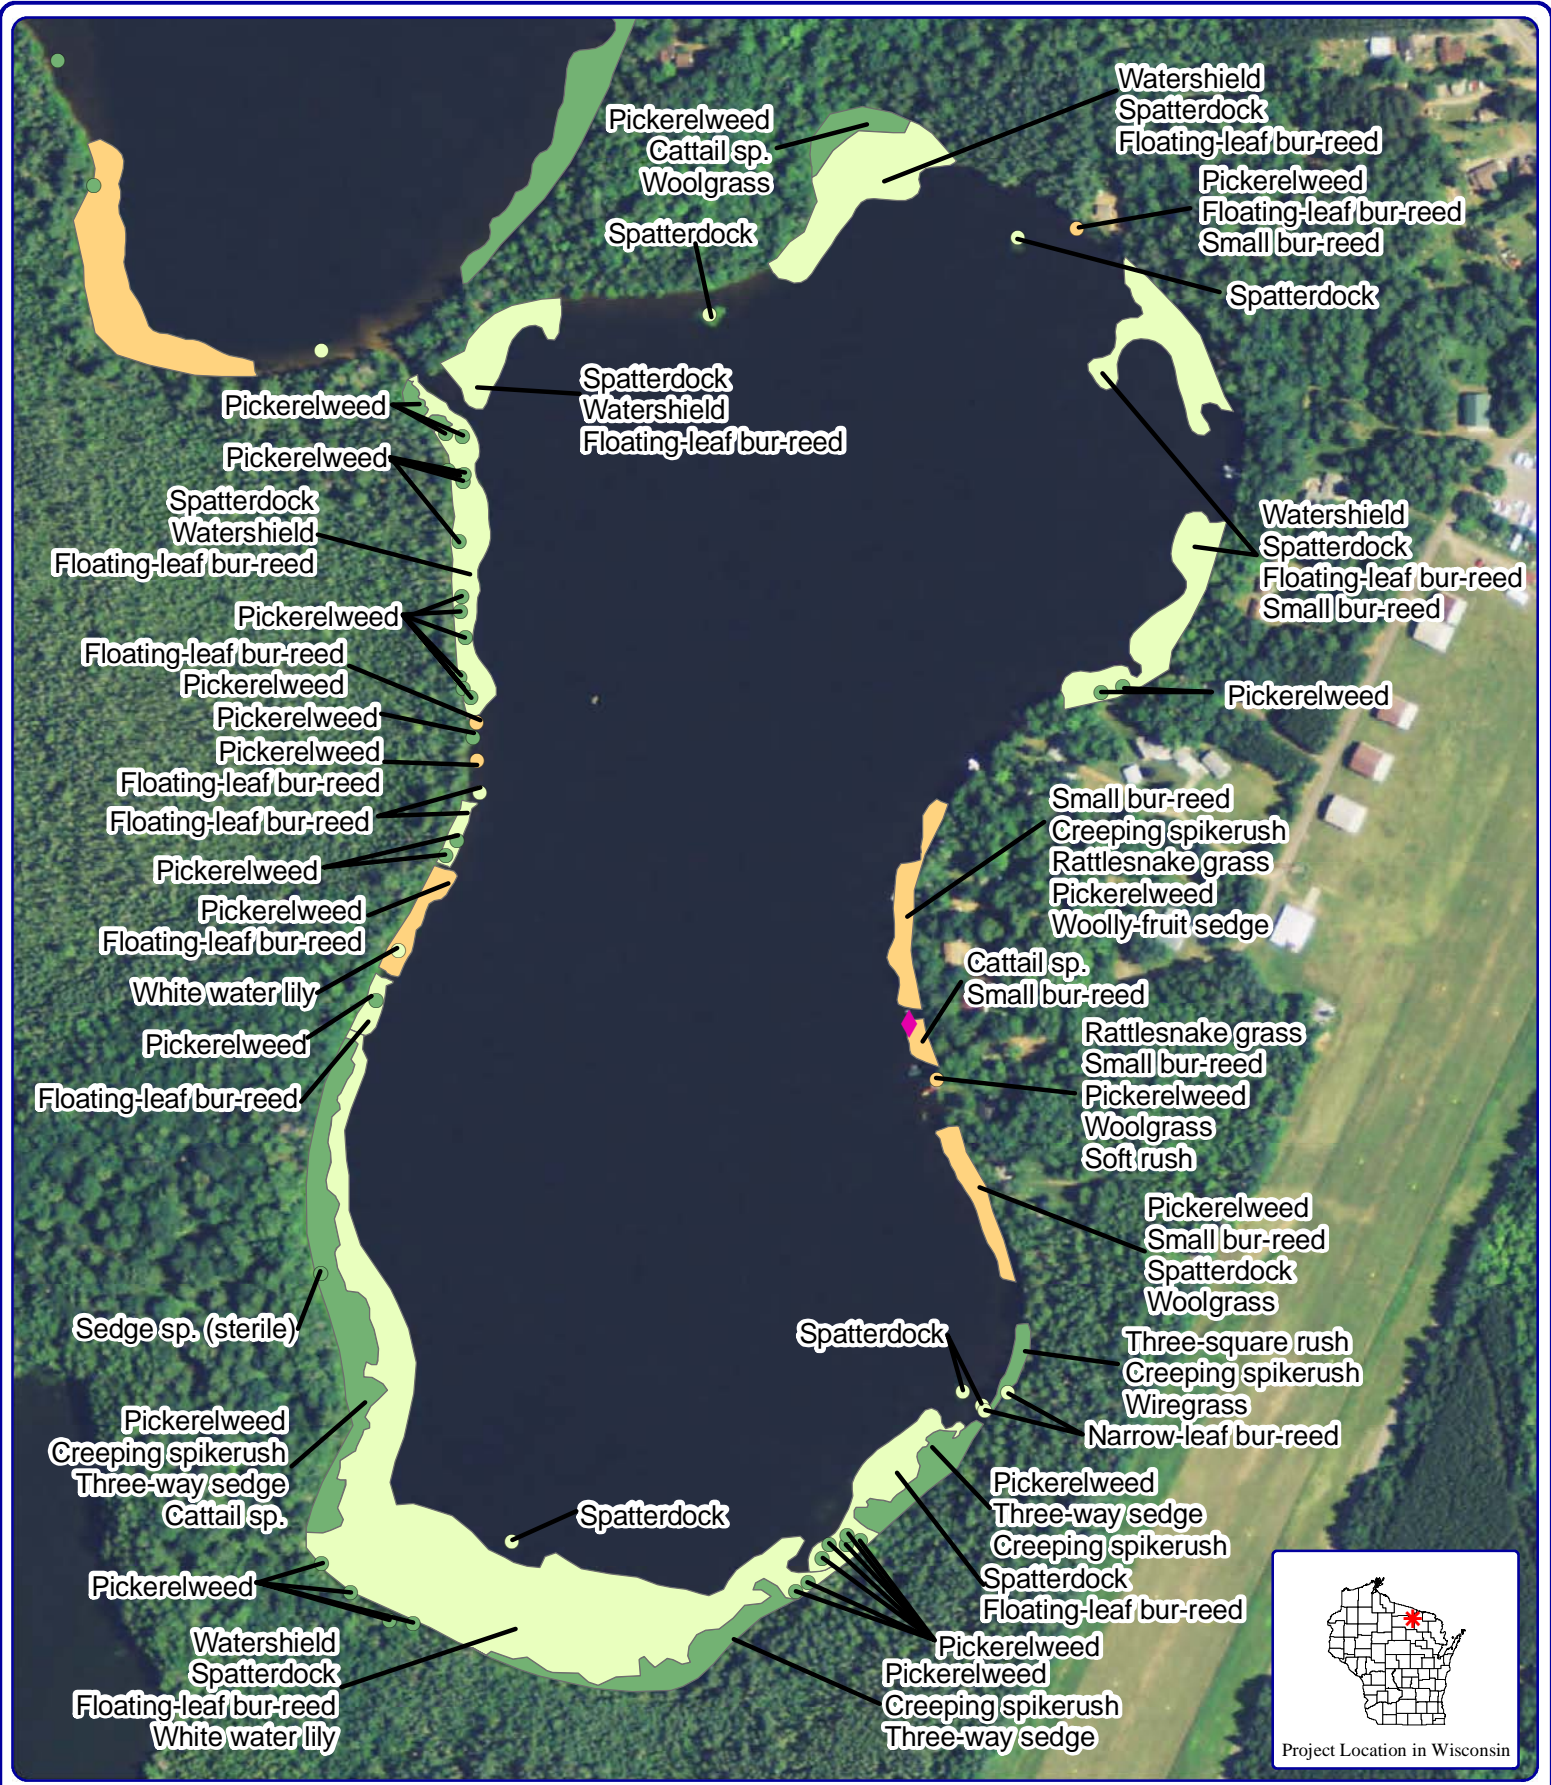 Watershield
Spatterdock
Floating-leaf bur-reed
Pickerelweed
Cattail sp.
Woolgrass
Pickerelweed
Floating-leaf bur-reed
Small bur-reed
Spatterdock
Spatterdock
Spatterdock
Watershield
Floating-leaf bur-reed
Pickerelweed
Pickerelweed
Spatterdock
Watershield
Floating-leaf bur-reed
Watershield
Spatterdock
Floating-leaf bur-reed
Small bur-reed
Pickerelweed
Floating-leaf bur-reed
Pickerelweed
Pickerelweed
Pickerelweed
Pickerelweed
Floating-leaf bur-reed
Floating-leaf bur-reed
Pickerelweed
Small bur-reed
Creeping spikerush
Rattlesnake grass
Pickerelweed
Woolly-fruit sedge
Pickerelweed
Floating-leaf bur-reed
White water lily
Cattail sp.
Small bur-reed
Pickerelweed
Floating-leaf bur-reed
Rattlesnake grass
Small bur-reed
Pickerelweed
Woolgrass
Soft rush
Pickerelweed
Small bur-reed
Spatterdock
Woolgrass
Sedge sp. (sterile)
Spatterdock
Three-square rush
Creeping spikerush
Wiregrass
Narrow-leaf bur-reed
Pickerelweed
Creeping spikerush
Three-way sedge
Cattail sp.
Spatterdock
Pickerelweed
Three-way sedge
Creeping spikerush
Spatterdock
Floating-leaf bur-reed
Pickerelweed
Pickerelweed
Watershield
Spatterdock
Floating-leaf bur-reed
White water lily
Pickerelweed
Creeping spikerush
Three-way sedge
Project Location in Wisconsin